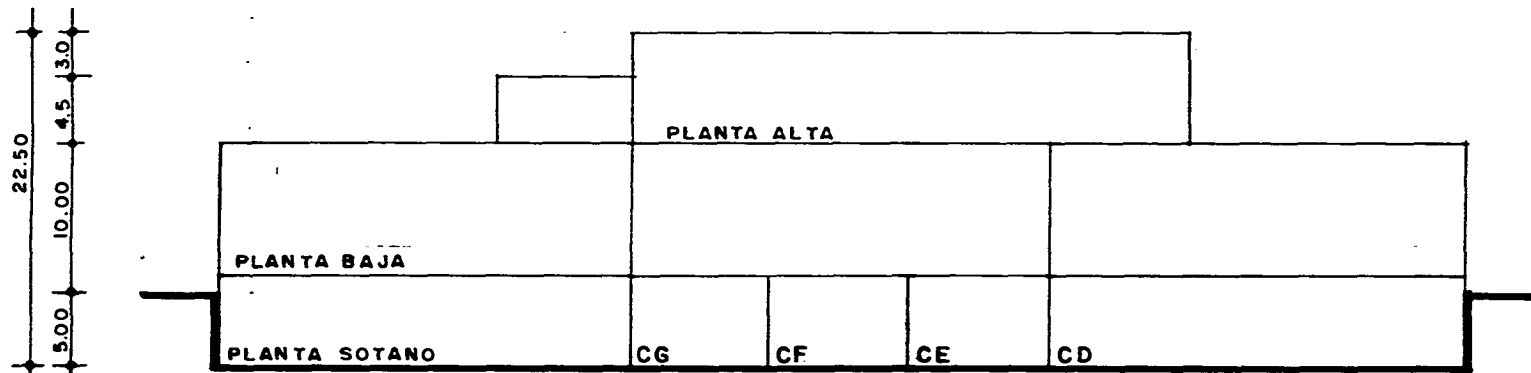 22.50
3.0
4.5
10.00
5.00
PLANTA ALTA
PLANTA BAJA
PLANTA SOTANO
CG
CF
CE
CD